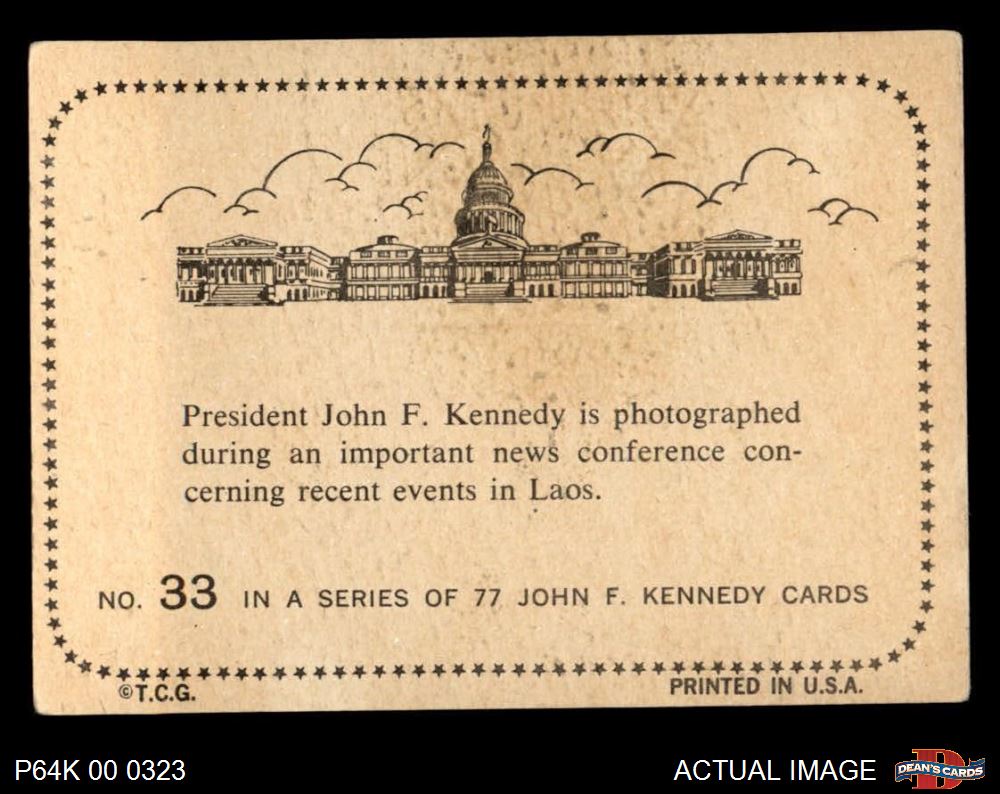 President John F. Kennedy is photographed
during an important news conference con-
cerning recent events in Laos.
NO. 33 IN A SERIES OF 77 JOHN F. KENNEDY CARDS
©T.C.G.
PRINTED IN U.S.A.
P64K 00 0323
ACTUAL IMAGE
D
DEAN'S CARDS